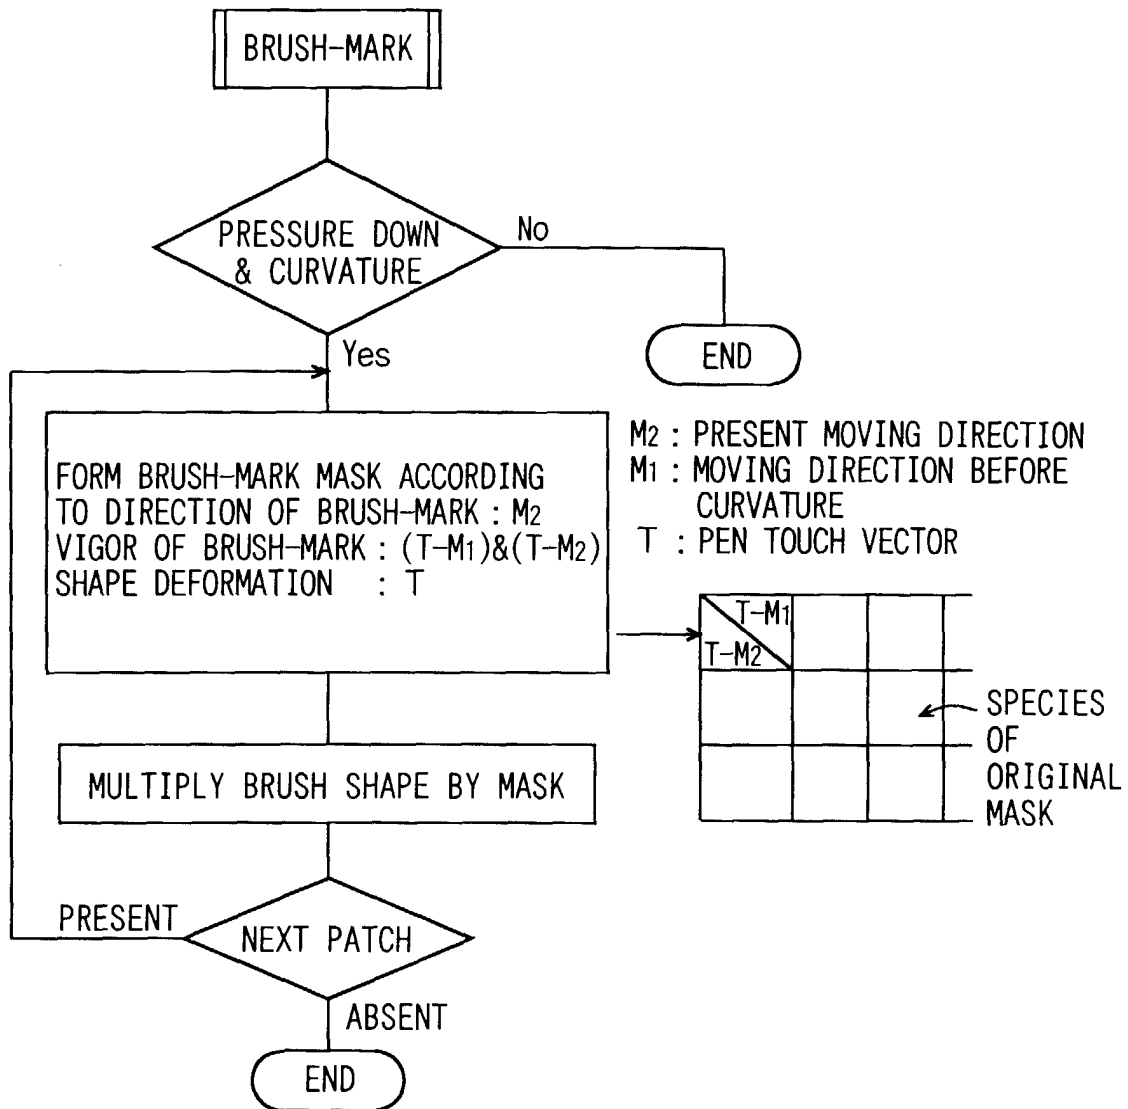 BRUSH-MARK
PRESSURE DOWN
& CURVATURE
No
END
Yes
FORM BRUSH-MARK MASK ACCORDING
TO DIRECTION OF BRUSH-MARK : M2
VIGOR OF BRUSH-MARK : (T-M1)&(T-M2)
SHAPE DEFORMATION : T
M2 : PRESENT MOVING DIRECTION
M1 : MOVING DIRECTION BEFORE
CURVATURE
T : PEN TOUCH VECTOR
T-M1
T-M2
SPECIES
OF
ORIGINAL
MASK
MULTIPLY BRUSH SHAPE BY MASK
PRESENT
NEXT PATCH
ABSENT
END